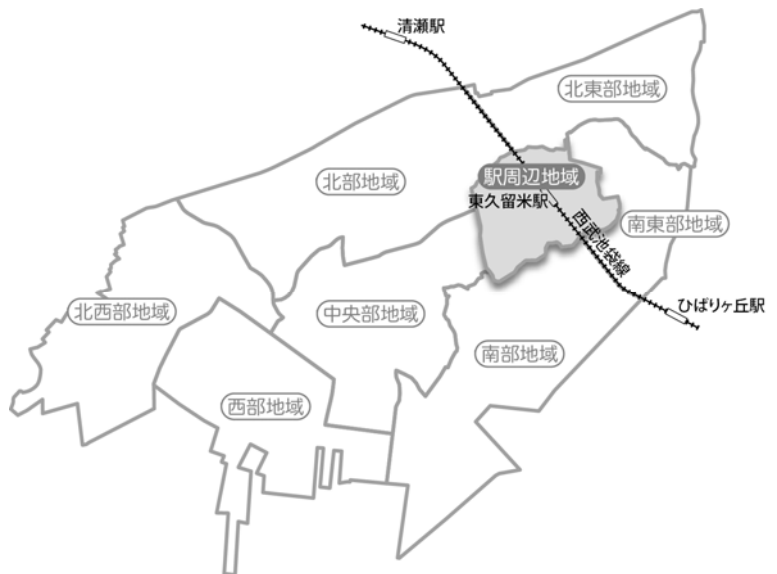 清瀬駅
北東部地域
北部地域
駅周辺地域
東久留米駅
南東部地域
西武池袋線
北西部地域
中央部地域
ひばりヶ丘駅
南部地域
西部地域